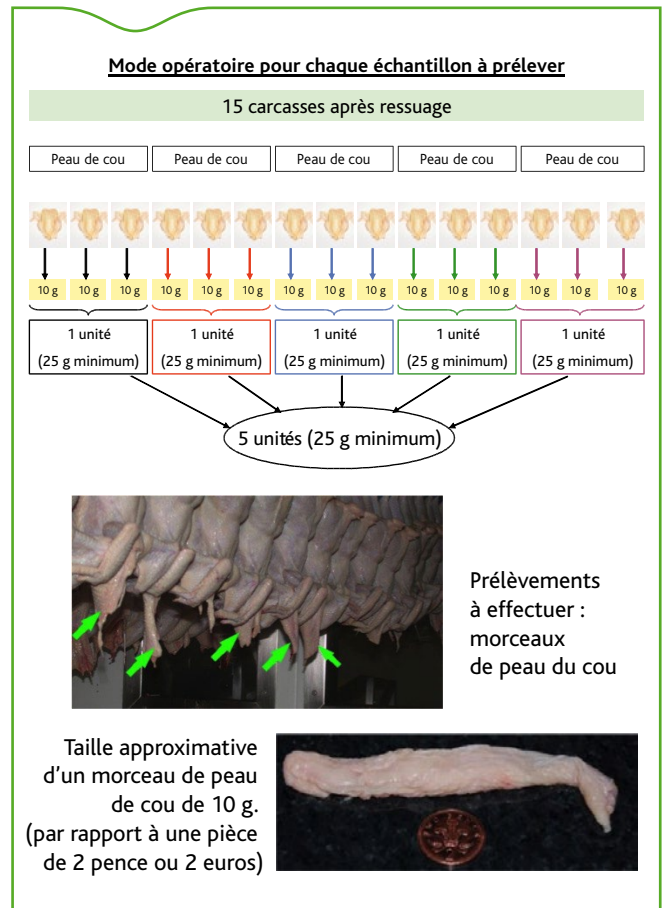 Mode opératoire pour chaque échantillon à prélever
15 carcasses après ressuage
Peau de cou Peau de cou Peau de cou Peau de cou Peau de cou
10 g 10 g 10 g 10 g 10 g 10 g 10 g 10 g 10 g 10 g 10 g 10 g 10 g 10 g 10 g
1 unité 1 unité 1 unité 1 unité 1 unité
(25 g minimum) (25 g minimum) (25 g minimum) (25 g minimum) (25 g minimum)
5 unités (25 g minimum)
Prélèvements
à effectuer :
morceaux
de peau du cou
Taille approximative
d'un morceau de peau
de cou de 10 g.
(par rapport à une pièce
de 2 pence ou 2 euros)